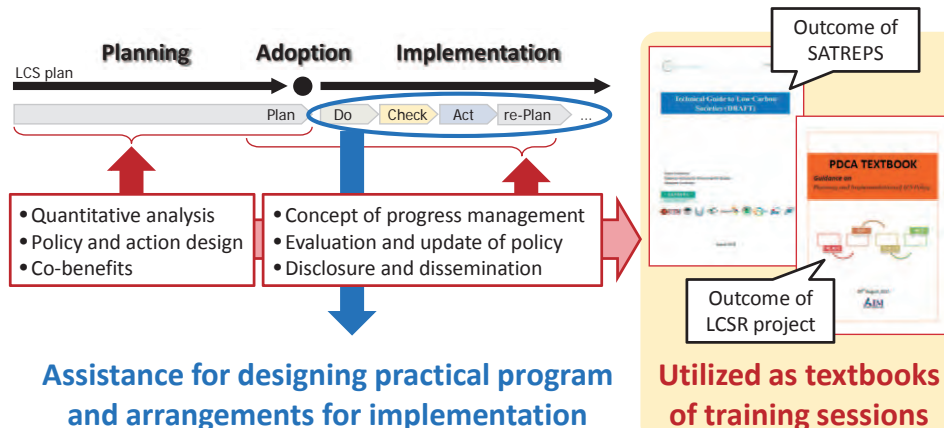 Planning
Adoption
Implementation
LCS plan
Plan
Do
Check
Act
re-Plan
...
• Quantitative analysis
• Policy and action design
• Co-benefits
• Concept of progress management
• Evaluation and update of policy
• Disclosure and dissemination
Assistance for designing practical program
and arrangements for implementation
Outcome of
SATREPS
Technical Guide to Low-Carbon
Societies (DRAFT)
PDCA TEXTBOOK
Guidance on
Outcome of
LCSR project
AIM
Utilized as textbooks
of training sessions